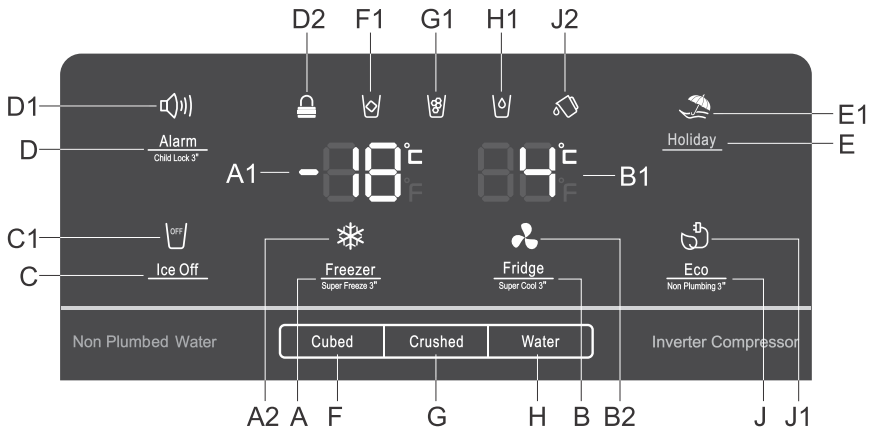 D2 F1 G1 H1 J2
D1 E1
Alarm Holiday
D E
Child Lock 3"
A1 -18 °C °F 4 °C °F B1
C1 OFF
C Ice Off Freezer Fridge Eco
Super Freeze 3" Super Cool 3" Non Plumbing 3"
Non Plumbed Water Cubed Crushed Water Inverter Compressor
A2 A F G H B B2 J J1